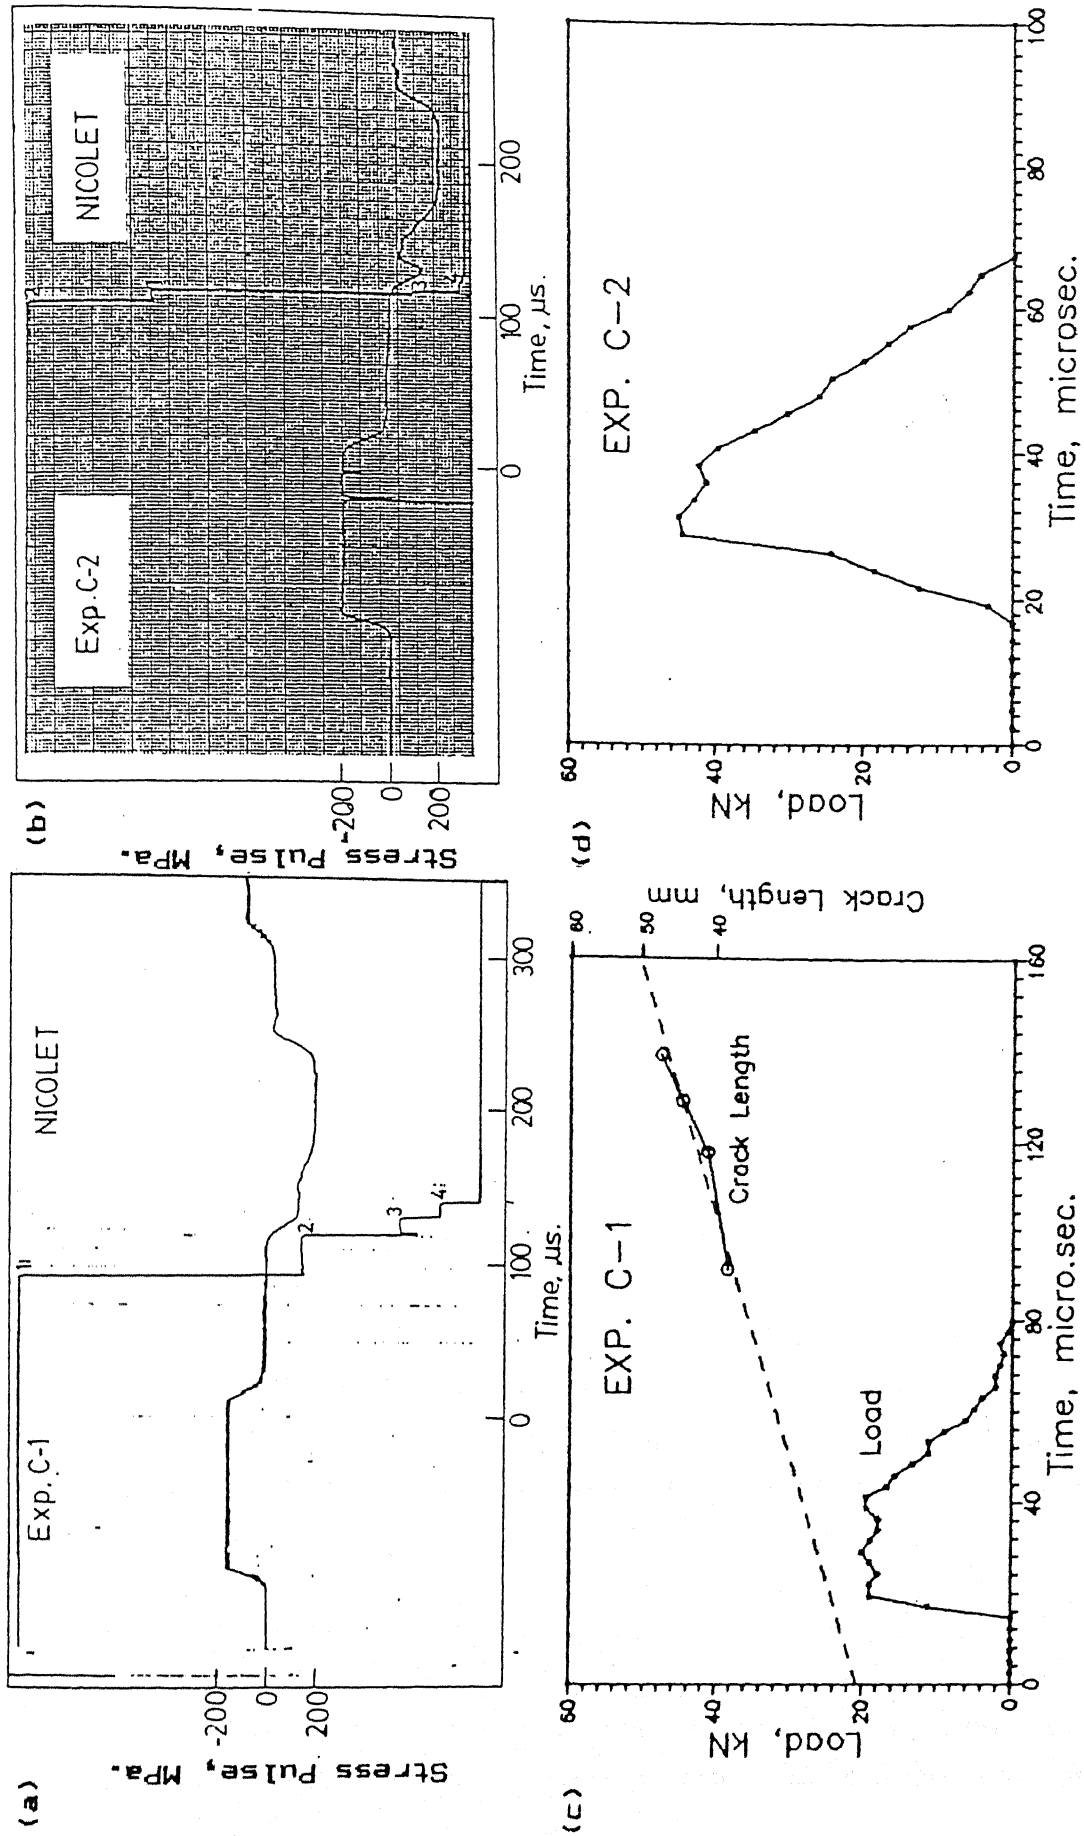 (a)
Stress Pulse, MPa.
-200
0
200
Exp. C-1
NICOLET
1
2
3
4
0
100
200
300
Time, μs.
(b)
Stress Pulse, MPa.
-200
0
200
Exp. C-2
NICOLET
2
3
0
100
200
Time, μs.
(c)
Load, kN
60
40
20
0
EXP. C-1
Load
Crack Length
60
50
40
Crack Length, mm
0
40
80
120
160
Time, micro.sec.
(d)
Load, kN
60
40
20
0
EXP. C-2
0
20
40
60
80
100
Time, microsec.